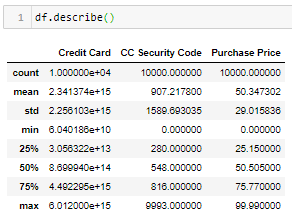 1 df.describe()
Credit Card CC Security Code Purchase Price
count 1.000000e+04 10000.000000 10000.000000
mean 2.341374e+15 907.217800 50.347302
std 2.256103e+15 1589.693035 29.015836
min 6.040186e+10 0.000000 0.000000
25% 3.056322e+13 280.000000 25.150000
50% 8.699940e+14 548.000000 50.505000
75% 4.492295e+15 816.000000 75.770000
max 6.012000e+15 9993.000000 99.990000